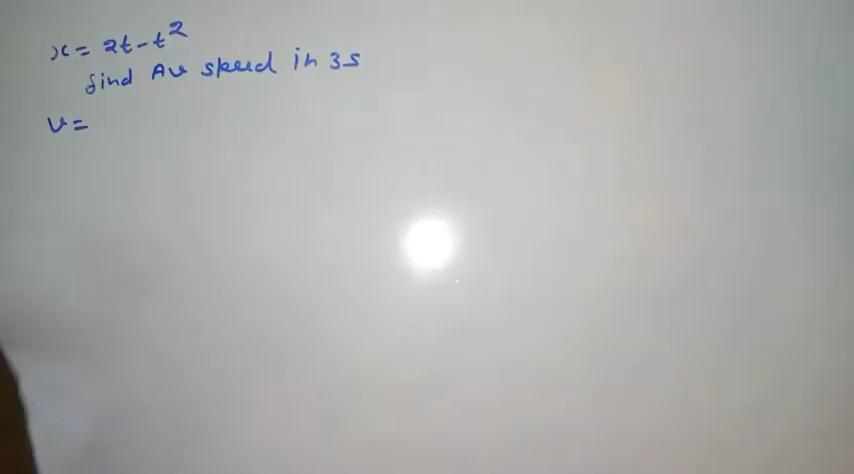 x = 2t - t²
find Av speed in 3s
v =